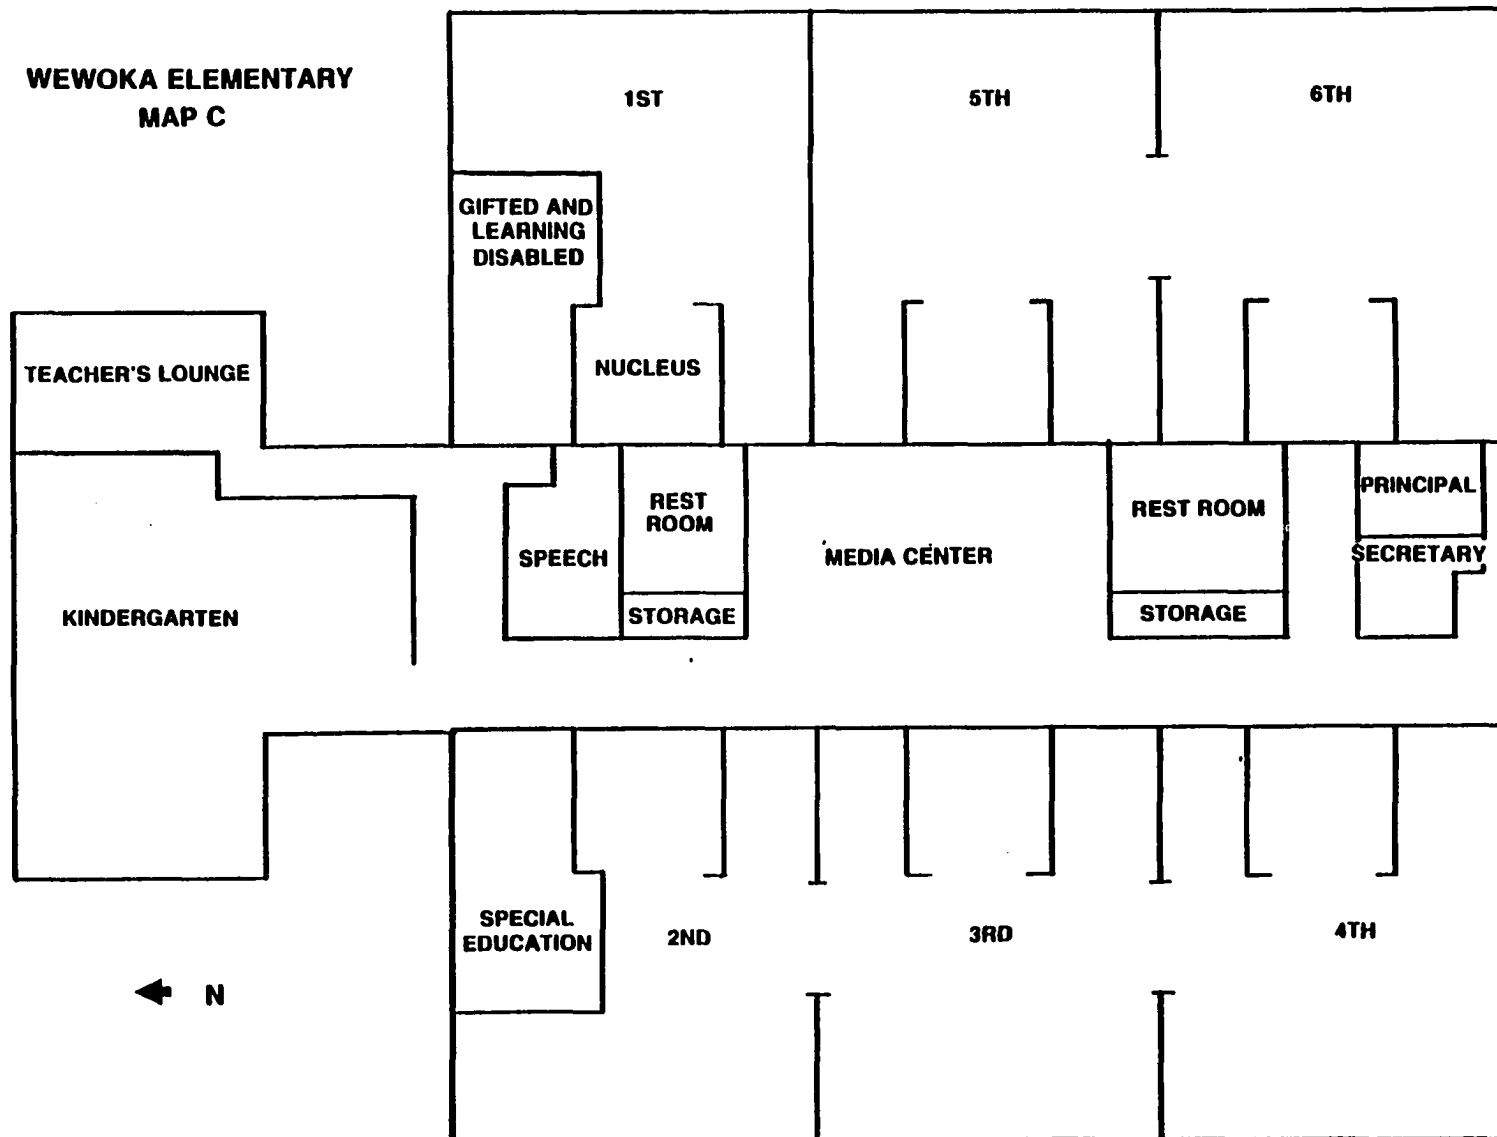 WEWOKA ELEMENTARY
MAP C
1ST
5TH
6TH
GIFTED AND
LEARNING
DISABLED
TEACHER'S LOUNGE
NUCLEUS
REST
ROOM
SPEECH
STORAGE
MEDIA CENTER
REST ROOM
STORAGE
PRINCIPAL
SECRETARY
KINDERGARTEN
SPECIAL
EDUCATION
2ND
3RD
4TH
N